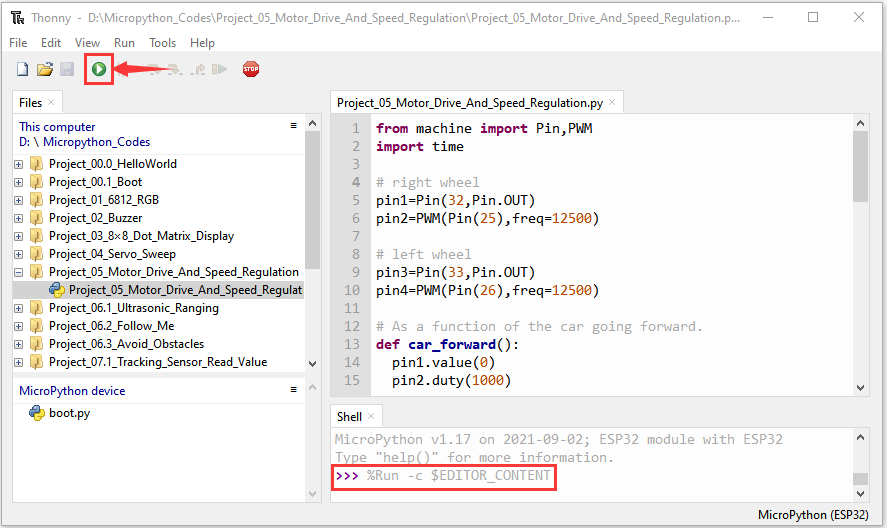 Thonny - D:\Micropython_Codes\Project_05_Motor_Drive_And_Speed_Regulation\Project_05_Motor_Drive_And_Speed_Regulation.p...
File Edit View Run Tools Help
STOP
Files
This computer
D: \ Micropython_Codes
Project_00.0_HelloWorld
Project_00.1_Boot
Project_01_6812_RGB
Project_02_Buzzer
Project_03_8×8_Dot_Matrix_Display
Project_04_Servo_Sweep
Project_05_Motor_Drive_And_Speed_Regulation
Project_05_Motor_Drive_And_Speed_Regulat
Project_06.1_Ultrasonic_Ranging
Project_06.2_Follow_Me
Project_06.3_Avoid_Obstacles
Project_07.1_Tracking_Sensor_Read_Value
MicroPython device
boot.py
Project_05_Motor_Drive_And_Speed_Regulation.py
1 from machine import Pin,PWM
2 import time
3
4 # right wheel
5 pin1=Pin(32,Pin.OUT)
6 pin2=PWM(Pin(25),freq=12500)
7
8 # left wheel
9 pin3=Pin(33,Pin.OUT)
10 pin4=PWM(Pin(26),freq=12500)
11
12 # As a function of the car going forward.
13 def car_forward():
14 pin1.value(0)
15 pin2.duty(1000)
Shell
MicroPython v1.17 on 2021-09-02; ESP32 module with ESP32
Type "help()" for more information.
>>> %Run -c $EDITOR_CONTENT
MicroPython (ESP32)